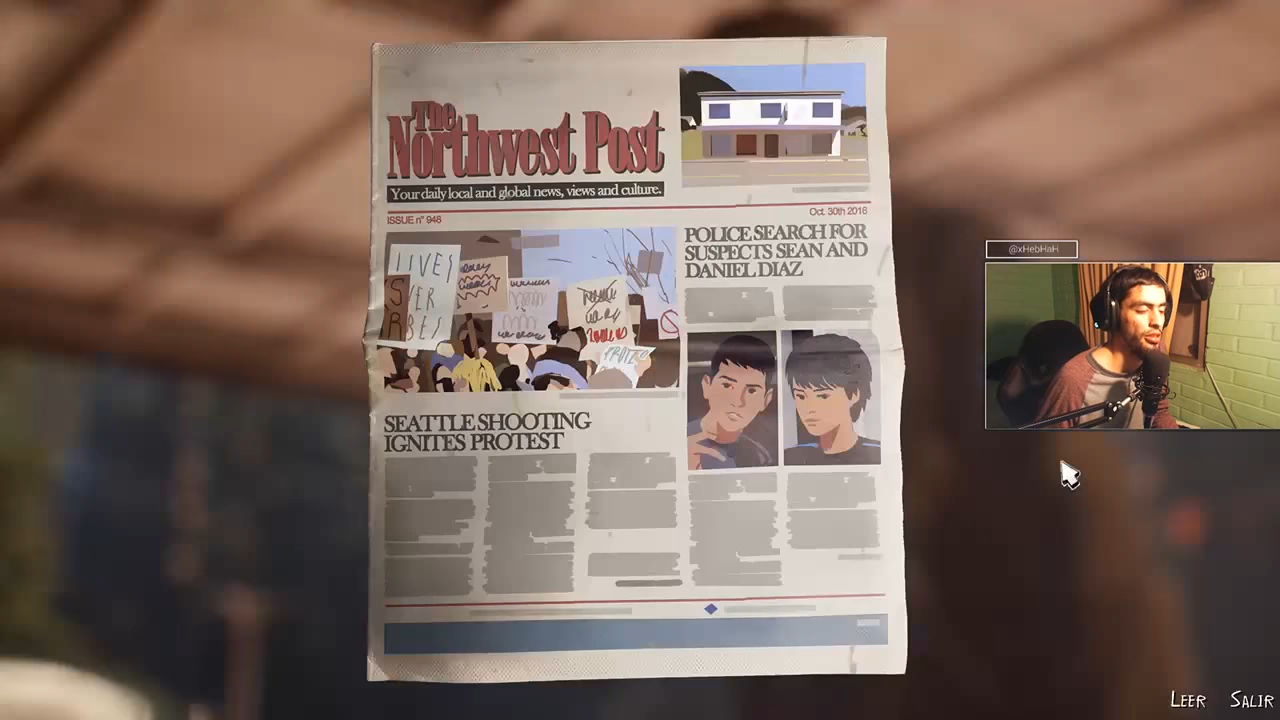 The
Northwest Post
Your daily local and global news, views and culture.
ISSUE n° 948
Oct. 30th 2016
POLICE SEARCH FOR
SUSPECTS SEAN AND
DANIEL DIAZ
LIVES
SEATTLE SHOOTING
IGNITES PROTEST
@xHebHaH
LEER SALIR